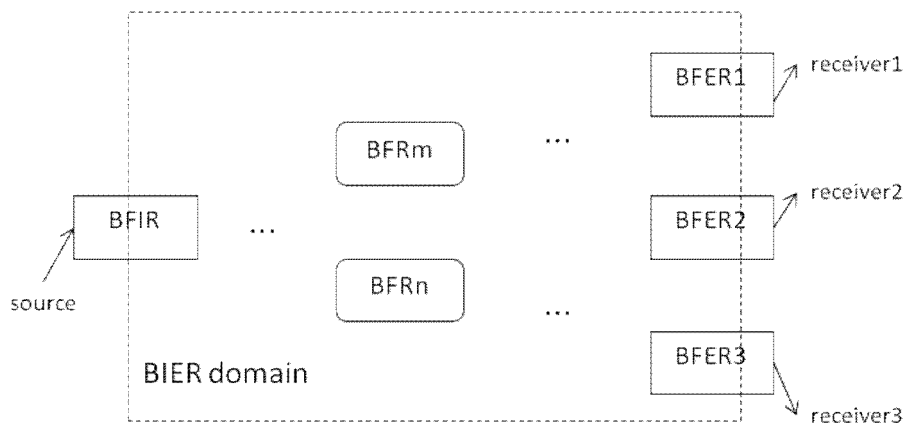 receiver1
BFER1
BFRm
...
receiver2
BFIR
...
BFER2
BFRn
source
...
BFER3
BIER domain
receiver3